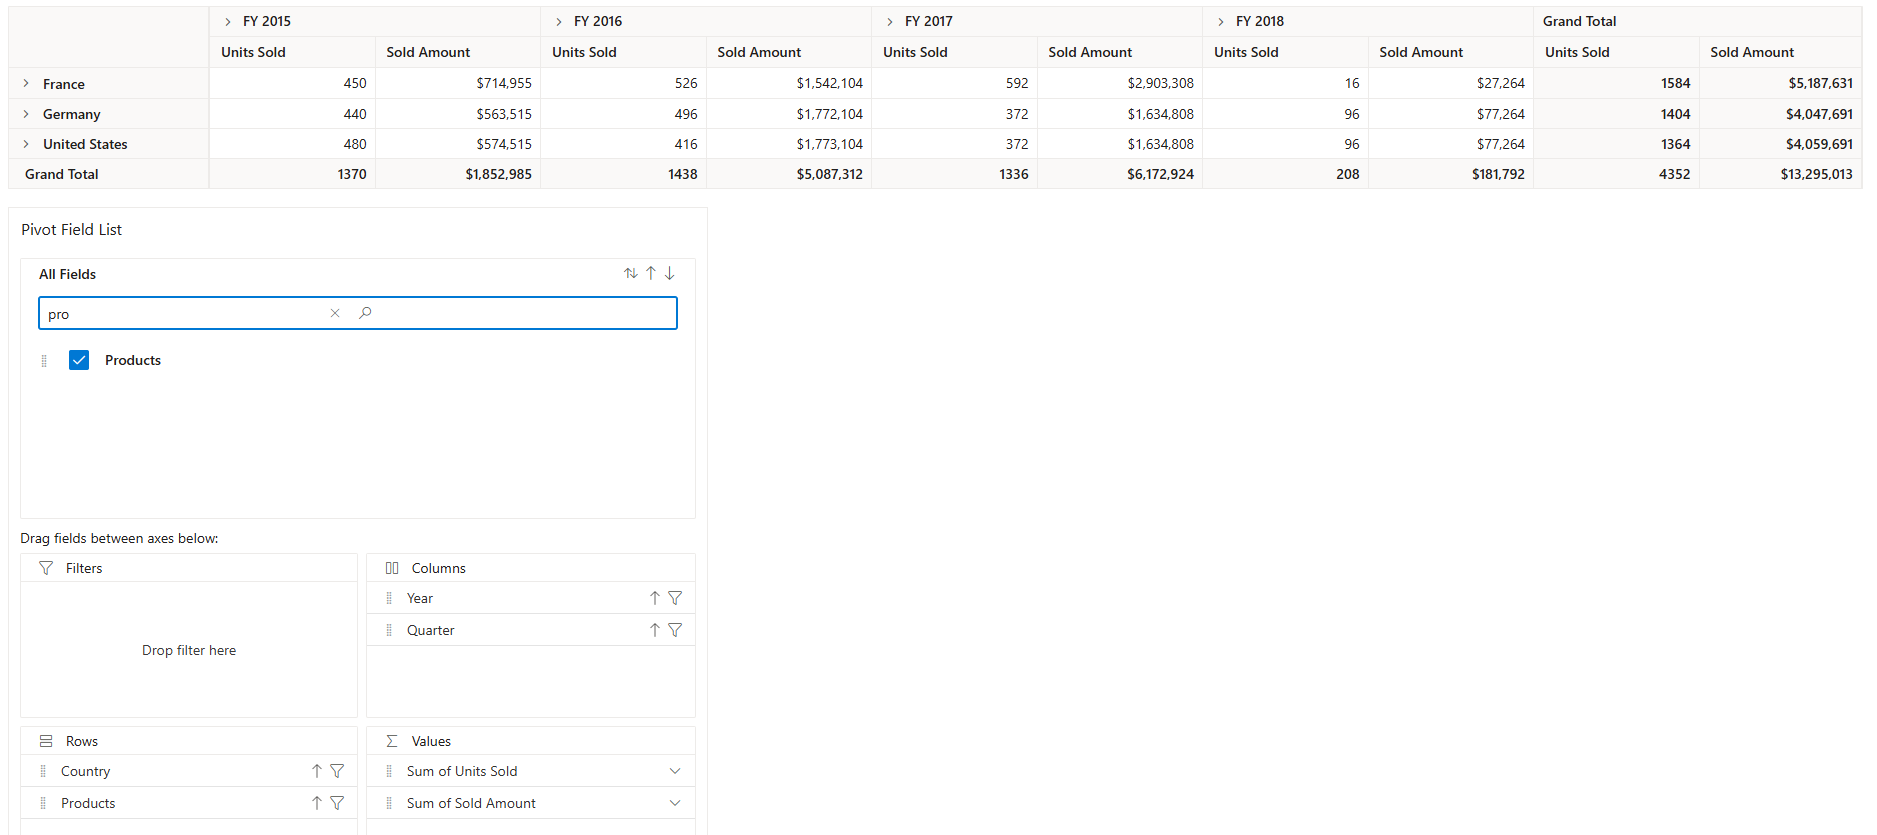 FY 2015 FY 2016 FY 2017 FY 2018 Grand Total
Units Sold Sold Amount Units Sold Sold Amount Units Sold Sold Amount Units Sold Sold Amount Units Sold Sold Amount
France 450 $714,955 526 $1,542,104 592 $2,903,308 16 $27,264 1584 $5,187,631
Germany 440 $563,515 496 $1,772,104 372 $1,634,808 96 $77,264 1404 $4,047,691
United States 480 $574,515 416 $1,773,104 372 $1,634,808 96 $77,264 1364 $4,059,691
Grand Total 1370 $1,852,985 1438 $5,087,312 1336 $6,172,924 208 $181,792 4352 $13,295,013
Pivot Field List
All Fields
pro
Products
Drag fields between axes below:
Filters
Drop filter here
Columns
Year
Quarter
Rows
Country
Products
Values
Sum of Units Sold
Sum of Sold Amount